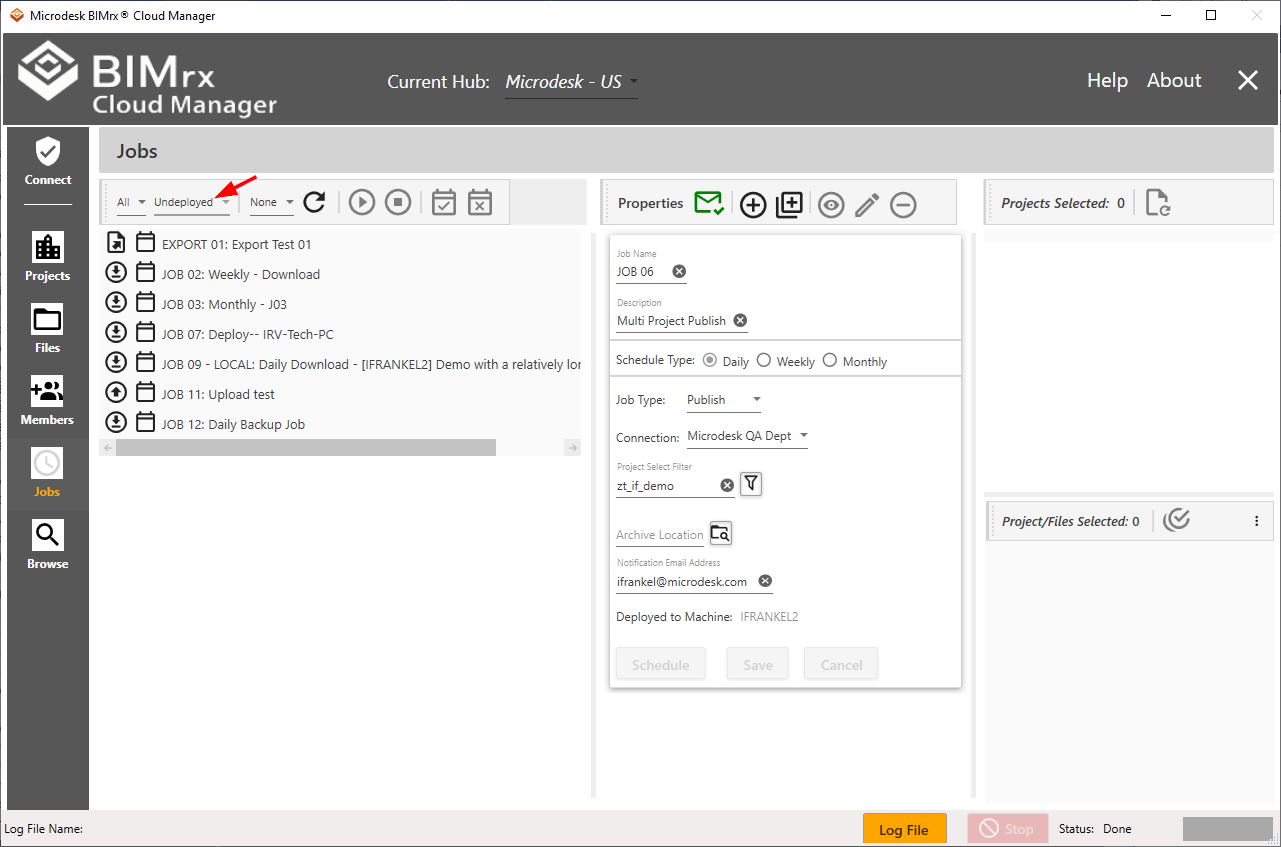 Microdesk BIMrx® Cloud Manager
BIMrx
Cloud Manager
Current Hub: Microdesk - US
Help About
Connect
Projects
Files
Members
Jobs
Browse
Jobs
All Undeployed None
EXPORT 01: Export Test 01
JOB 02: Weekly - Download
JOB 03: Monthly - J03
JOB 07: Deploy-- IRV-Tech-PC
JOB 09 - LOCAL: Daily Download - [IFRANKEL2] Demo with a relatively lor
JOB 11: Upload test
JOB 12: Daily Backup Job
Properties
Job Name
JOB 06
Description
Multi Project Publish
Schedule Type: Daily Weekly Monthly
Job Type: Publish
Connection: Microdesk QA Dept
Project Select Filter
zt_if_demo
Archive Location
Notification Email Address
ifrankel@microdesk.com
Deployed to Machine: IFRANKEL2
Schedule Save Cancel
Projects Selected: 0
Project/Files Selected: 0
Log File Name:
Log File
Stop
Status: Done